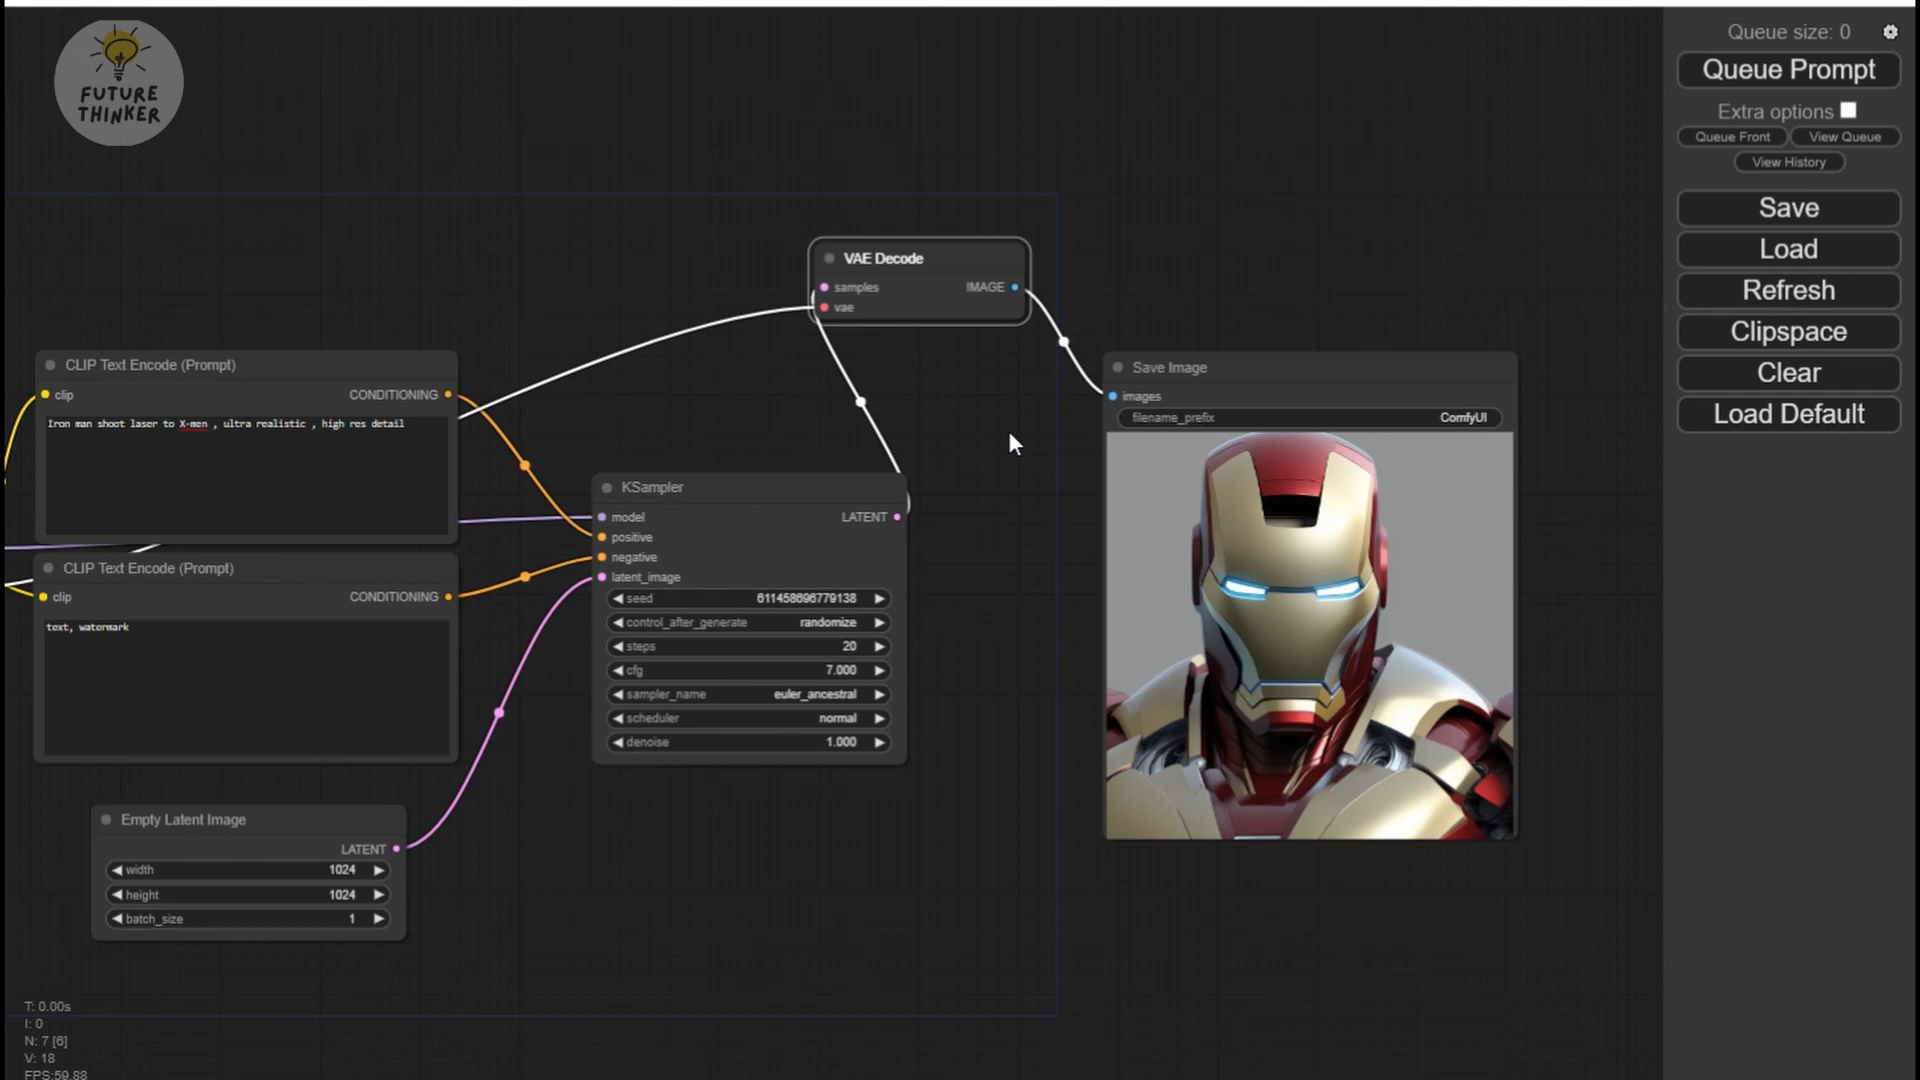 FUTURE
THINKER
Queue size: 0
Queue Prompt
Extra options
Queue Front
View Queue
View History
Save
Load
Refresh
Clipspace
Clear
Load Default
VAE Decode
samples
IMAGE
vae
CLIP Text Encode (Prompt)
clip
CONDITIONING
Iron man shoot laser to X-men , ultra realistic , high res detail
CLIP Text Encode (Prompt)
clip
CONDITIONING
text, watermark
Empty Latent Image
LATENT
width 1024
height 1024
batch_size 1
KSampler
model
LATENT
positive
negative
latent_image
seed 611458696779138
control_after_generate randomize
steps 20
cfg 7.000
sampler_name euler_ancestral
scheduler normal
denoise 1.000
Save Image
images
filename_prefix ComfyUI
T: 0.00s
I: 0
N: 7 [6]
V: 18
FPS:59.88